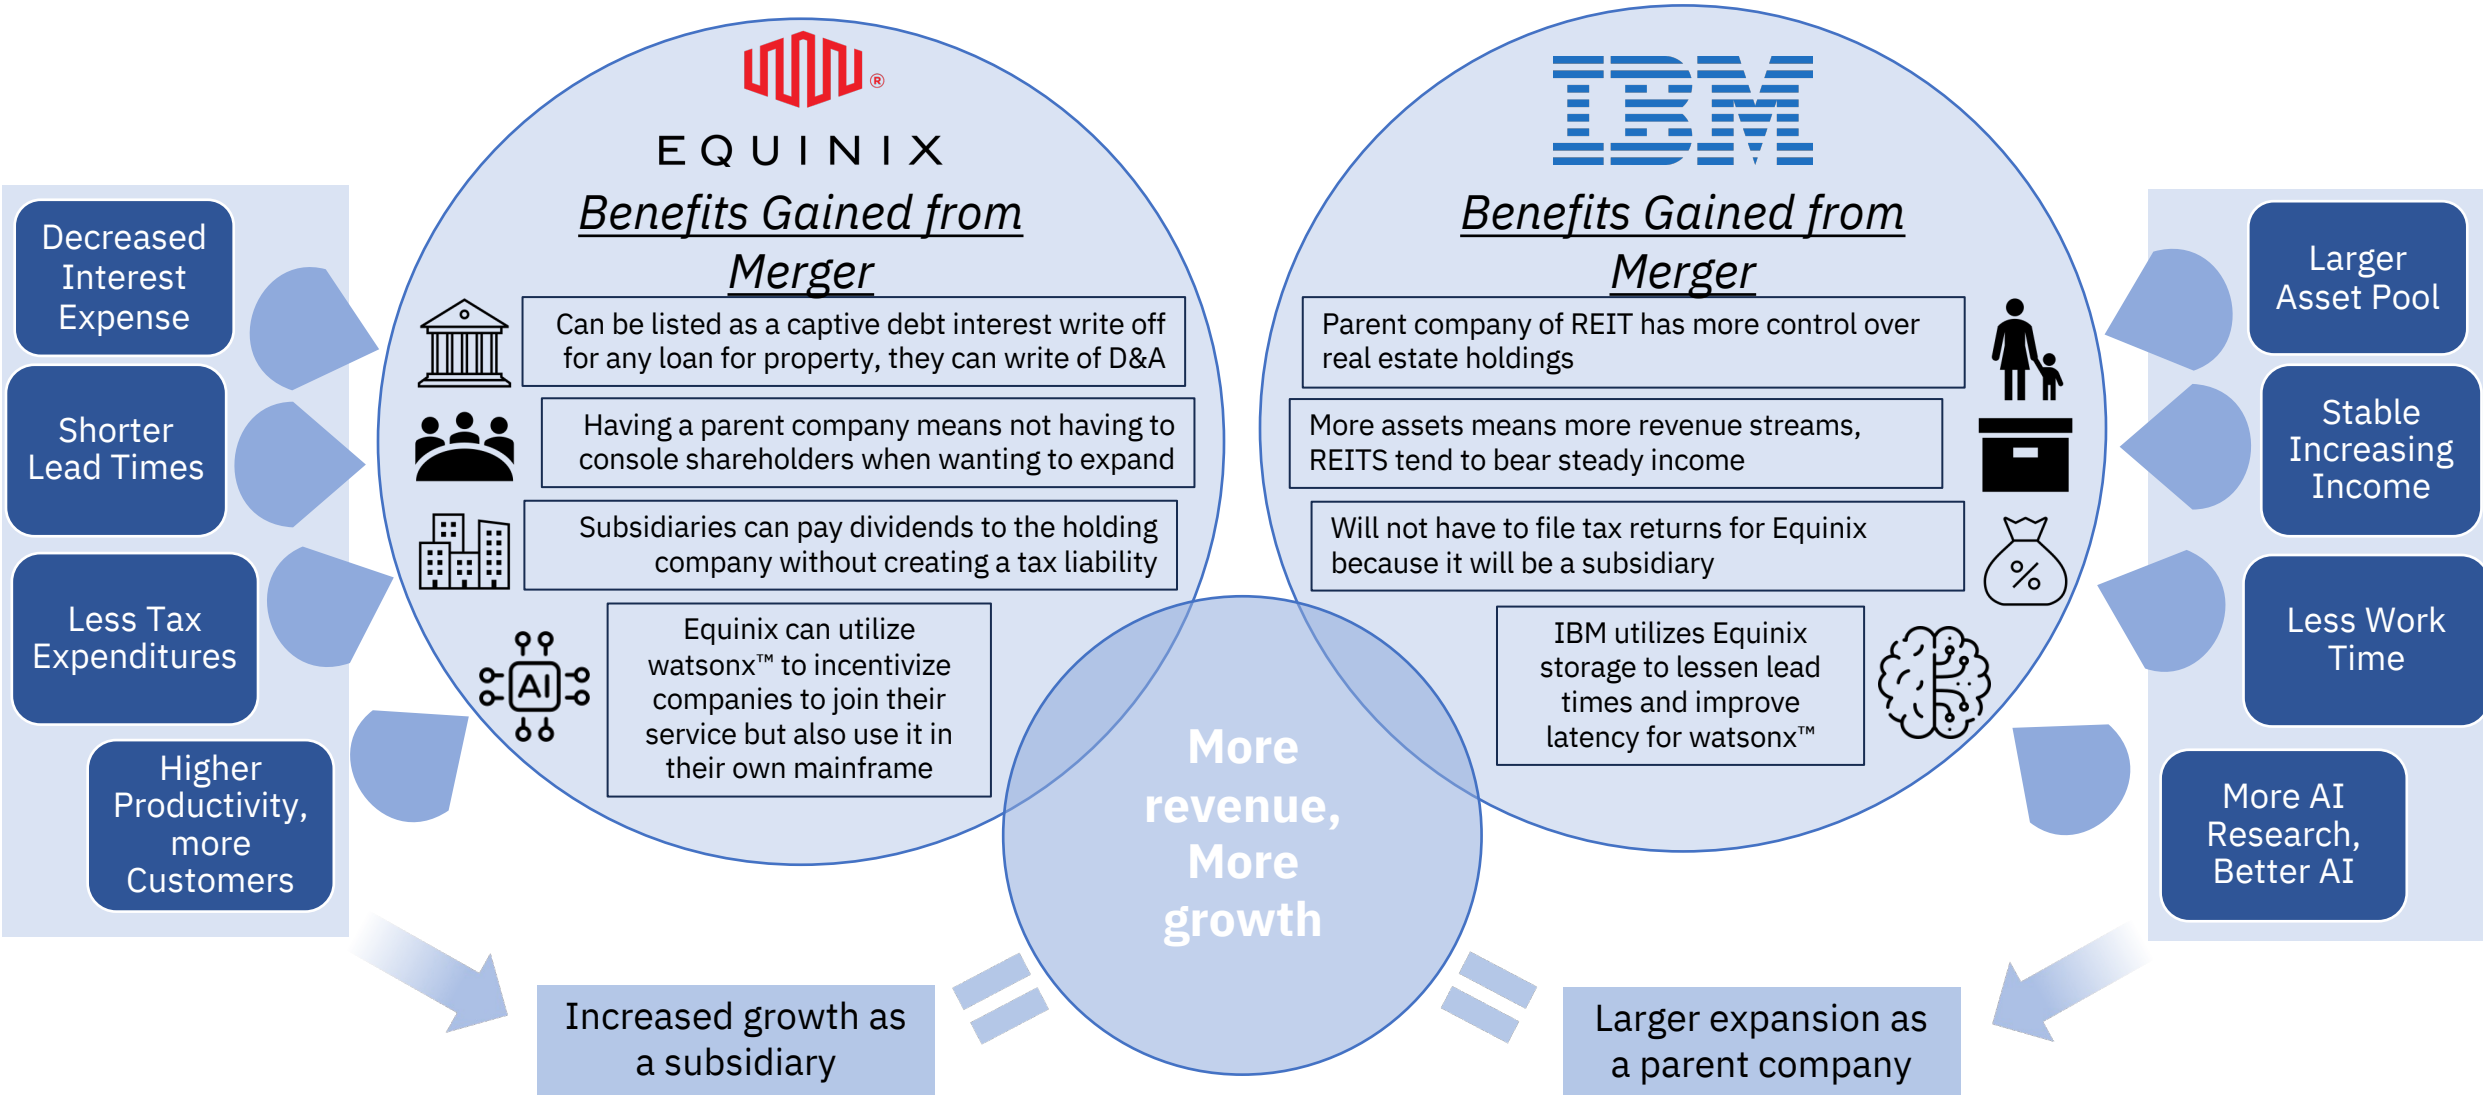 Decreased
Interest
Expense
Shorter
Lead Times
Less Tax
Expenditures
Higher
Productivity,
more
Customers
®
EQUINIX
Benefits Gained from
Merger
Can be listed as a captive debt interest write off
for any loan for property, they can write of D&A
Having a parent company means not having to
console shareholders when wanting to expand
Subsidiaries can pay dividends to the holding
company without creating a tax liability
AI
Equinix can utilize
watsonx™ to incentivize
companies to join their
service but also use it in
their own mainframe
IBM
Benefits Gained from
Merger
Parent company of REIT has more control over
real estate holdings
More assets means more revenue streams,
REITS tend to bear steady income
Will not have to file tax returns for Equinix
because it will be a subsidiary
%
IBM utilizes Equinix
storage to lessen lead
times and improve
latency for watsonx™
Larger
Asset Pool
Stable
Increasing
Income
Less Work
Time
More AI
Research,
Better AI
More
revenue,
More
growth
Increased growth as
a subsidiary
Larger expansion as
a parent company